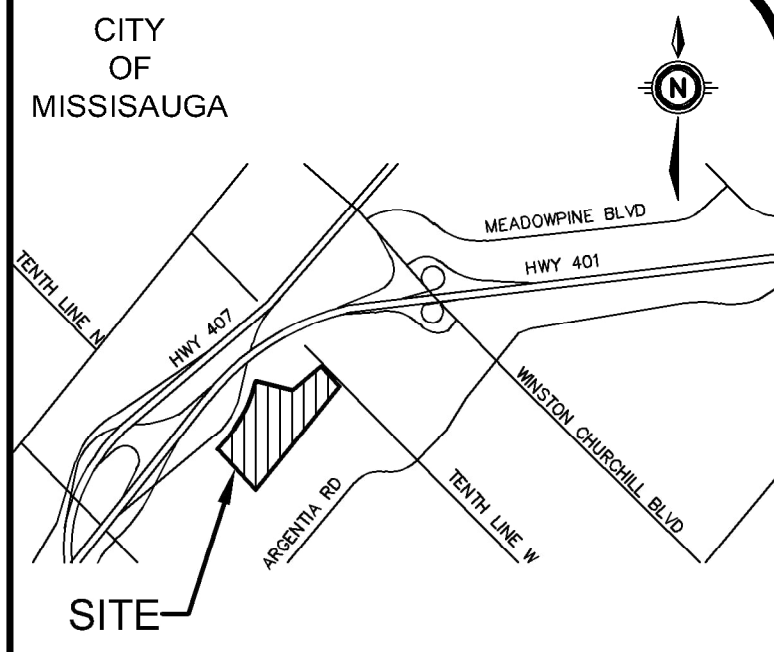 CITY
OF
MISSISAUGA
N
MEADOWPINE BLVD
HWY 401
TENTH LINE N
HWY 407
WINSTON CHURCHILL BLVD
TENTH LINE W
ARGENTIA RD
SITE